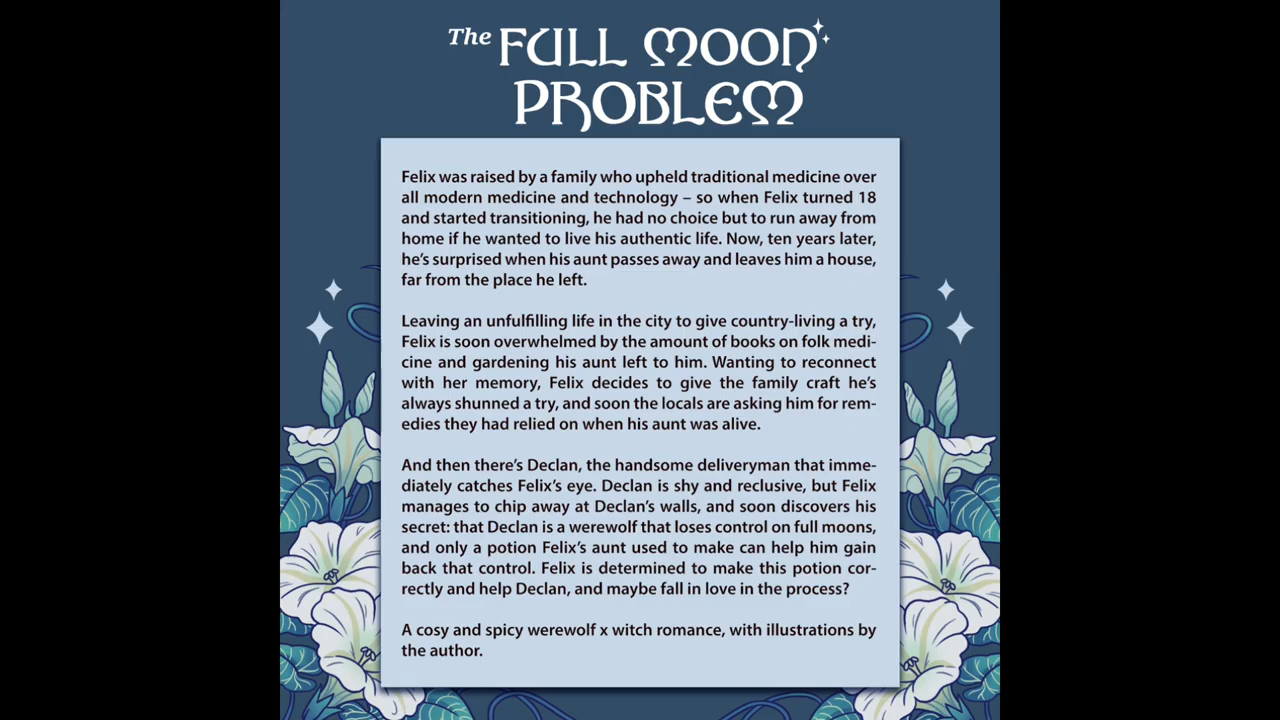 The FULL MOON
PROBLEM
Felix was raised by a family who upheld traditional medicine over
all modern medicine and technology – so when Felix turned 18
and started transitioning, he had no choice but to run away from
home if he wanted to live his authentic life. Now, ten years later,
he's surprised when his aunt passes away and leaves him a house,
far from the place he left.
Leaving an unfulfilling life in the city to give country-living a try,
Felix is soon overwhelmed by the amount of books on folk medi-
cine and gardening his aunt left to him. Wanting to reconnect
with her memory, Felix decides to give the family craft he's
always shunned a try, and soon the locals are asking him for rem-
edies they had relied on when his aunt was alive.
And then there's Declan, the handsome deliveryman that imme-
diately catches Felix's eye. Declan is shy and reclusive, but Felix
manages to chip away at Declan's walls, and soon discovers his
secret: that Declan is a werewolf that loses control on full moons,
and only a potion Felix's aunt used to make can help him gain
back that control. Felix is determined to make this potion cor-
rectly and help Declan, and maybe fall in love in the process?
A cosy and spicy werewolf x witch romance, with illustrations by
the author.